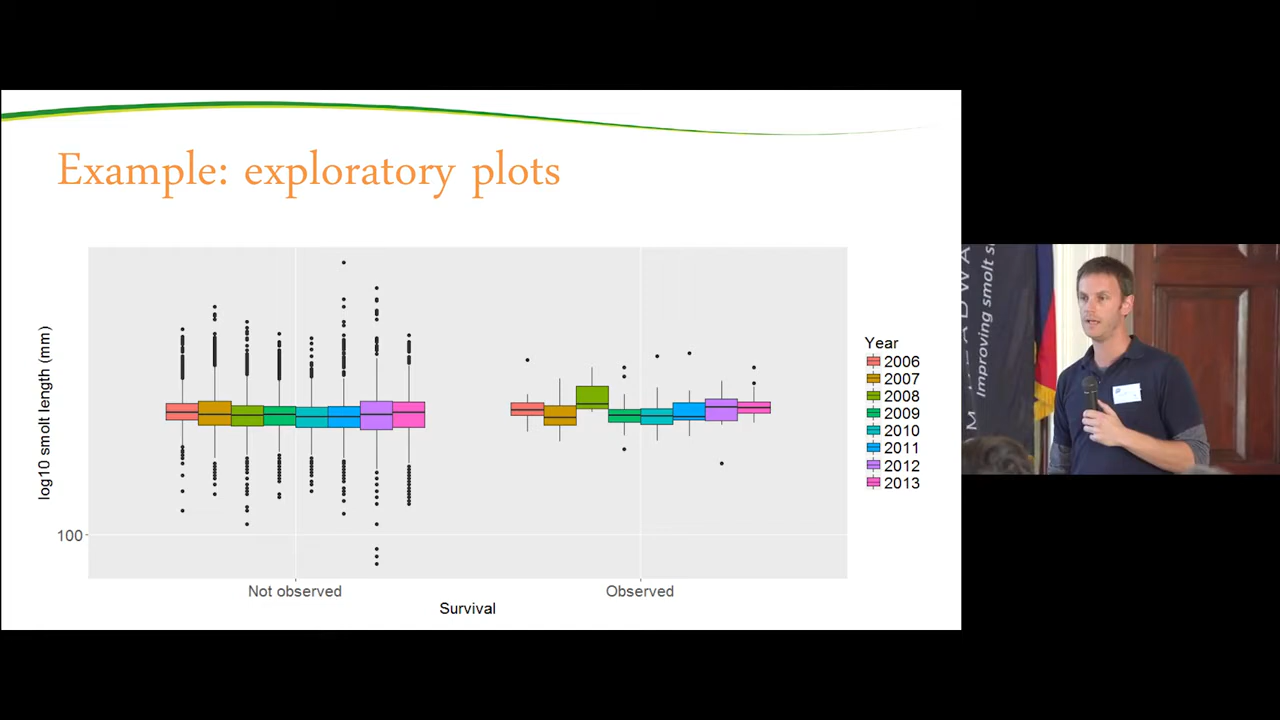 Example: exploratory plots
log10 smolt length (mm)
100
Not observed
Observed
Survival
Year
2006
2007
2008
2009
2010
2011
2012
2013
Improving smolt